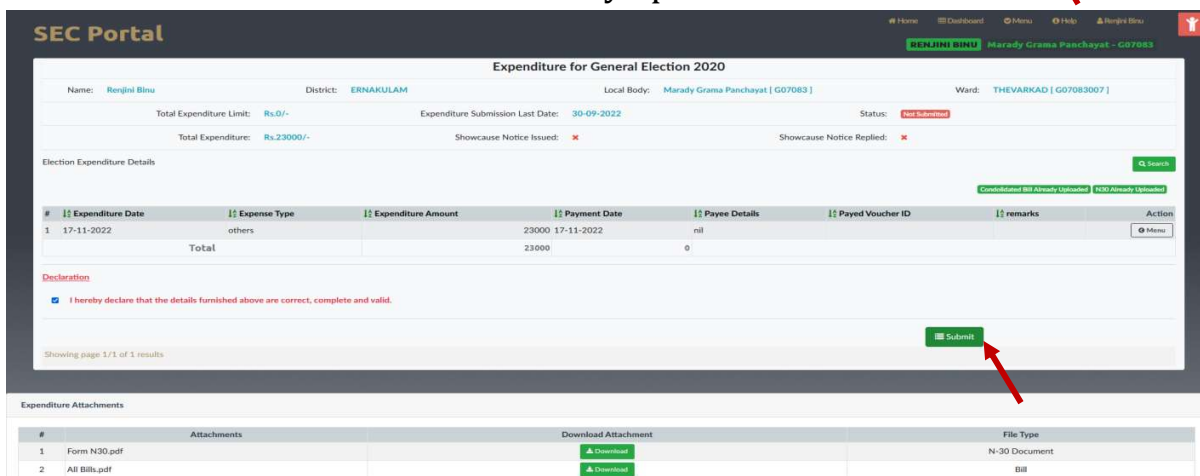 SEC Portal
Home Dashboard Menu Help Renjini Binu
RENJINI BINU Marady Grama Panchayat - G07083
Expenditure for General Election 2020
Name: Renjini Binu District: ERNAKULAM Local Body: Marady Grama Panchayat [ G07083 ] Ward: THEVARKAD [ G07083007 ]
Total Expenditure Limit: Rs.0/- Expenditure Submission Last Date: 30-09-2022 Status: Not Submitted
Total Expenditure: Rs.23000/- Showcause Notice Issued: Showcause Notice Replied:
Election Expenditure Details Search
Condolidated Bill Already Uploaded N30 Already Uploaded
# Expenditure Date Expense Type Expenditure Amount Payment Date Payee Details Payed Voucher ID remarks Action
1 17-11-2022 others 23000 17-11-2022 nil Menu
Total 23000 0
Declaration
I hereby declare that the details furnished above are correct, complete and valid.
Submit
Showing page 1/1 of 1 results
Expenditure Attachments
# Attachments Download Attachment File Type
1 Form N30.pdf Download N-30 Document
2 All Bills.pdf Download Bill